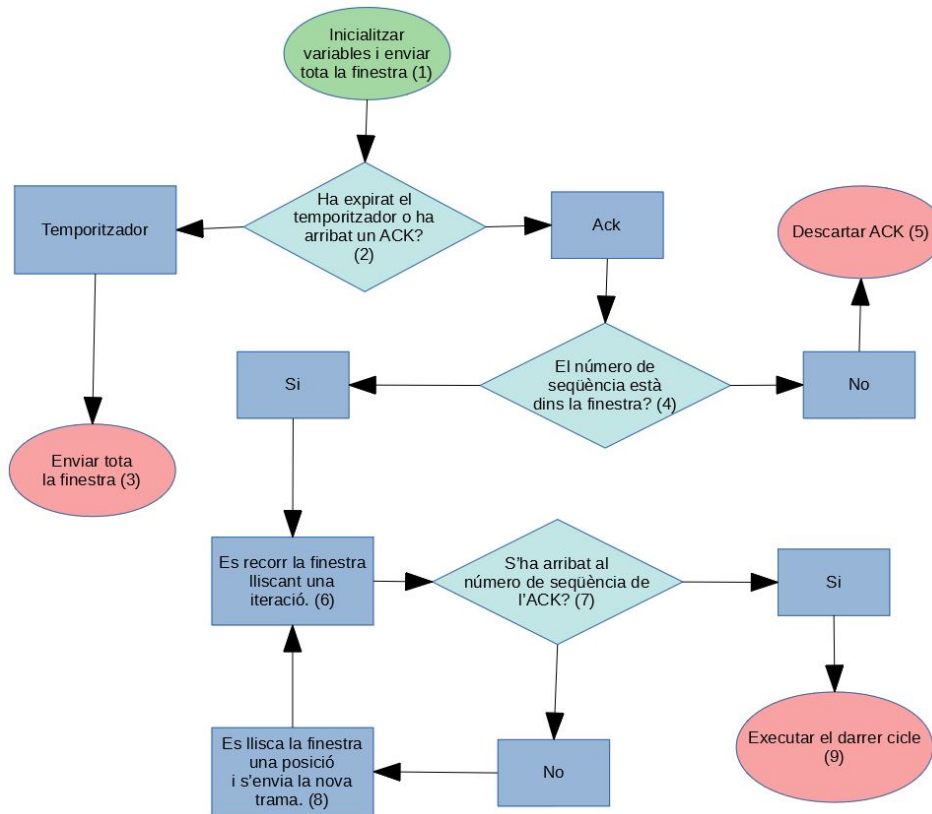 Inicialitzar
variables i enviar
tota la finestra (1)
Ha expirat el
temporitzador o ha
arribat un ACK?
(2)
Temporitzador
Ack
Descartar ACK (5)
El número de
seqüència està
dins la finestra? (4)
Si
No
Enviar tota
la finestra (3)
Es recorr la finestra
lliscant una
iteració. (6)
S'ha arribat al
número de seqüència de
l'ACK? (7)
Si
Executar el darrer cicle
(9)
No
Es llisca la finestra
una posició
i s'envia la nova
trama. (8)